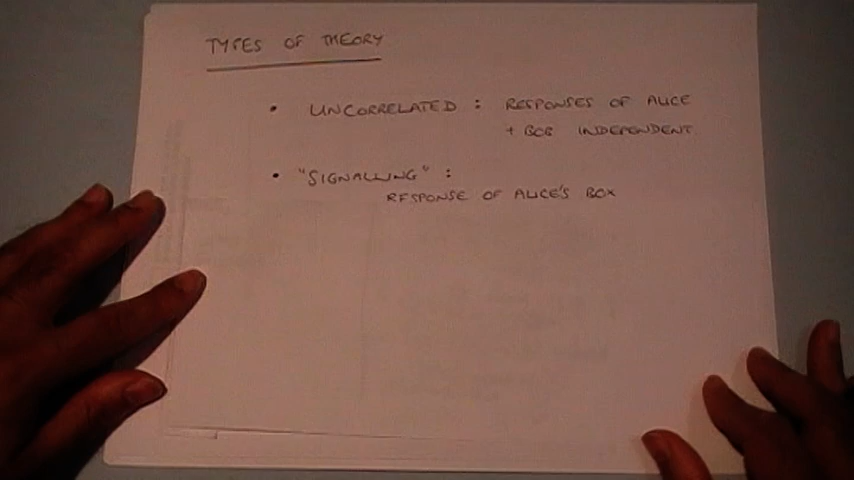 TYPES OF THEORY
• UNCORRELATED : RESPONSES OF ALICE
+ BOB INDEPENDENT
• "SIGNALLING" :
RESPONSE OF ALICE'S BOX